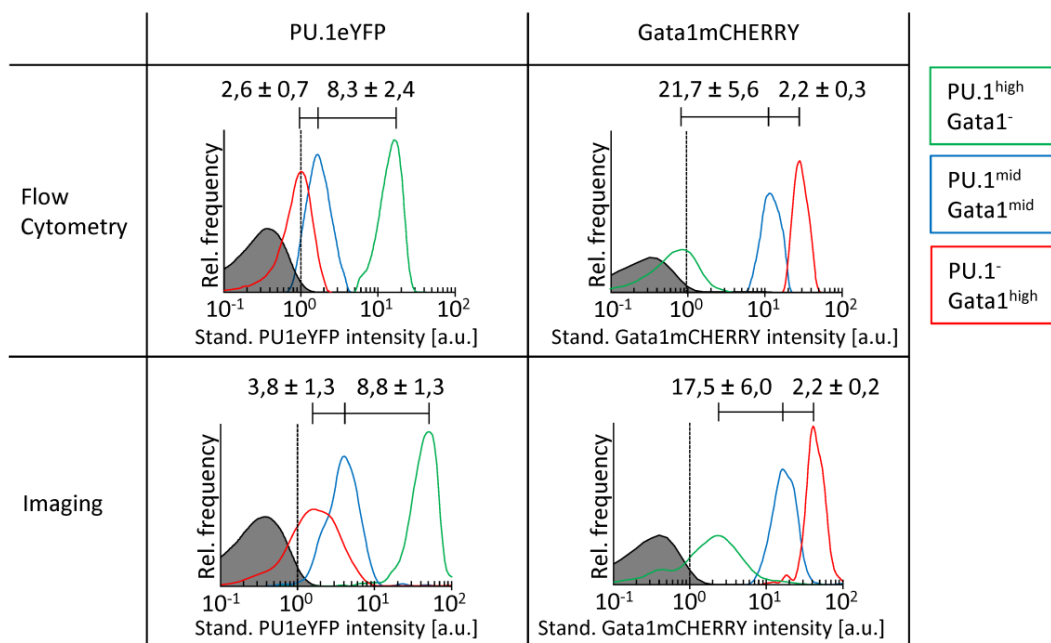 PU.1eYFP
Gata1mCHERRY
Flow
Cytometry
2,6 ± 0,7 8,3 ± 2,4
Rel. frequency
10⁻¹ 10⁰ 10¹ 10²
Stand. PU1eYFP intensity [a.u.]
21,7 ± 5,6 2,2 ± 0,3
Rel. frequency
10⁻¹ 10⁰ 10¹ 10²
Stand. Gata1mCHERRY intensity [a.u.]
PU.1ʰⁱᵍʰ
Gata1⁻
PU.1ᵐⁱᵈ
Gata1ᵐⁱᵈ
PU.1⁻
Gata1ʰⁱᵍʰ
Imaging
3,8 ± 1,3 8,8 ± 1,3
Rel. frequency
10⁻¹ 10⁰ 10¹ 10²
Stand. PU1eYFP intensity [a.u.]
17,5 ± 6,0 2,2 ± 0,2
Rel. frequency
10⁻¹ 10⁰ 10¹ 10²
Stand. Gata1mCHERRY intensity [a.u.]